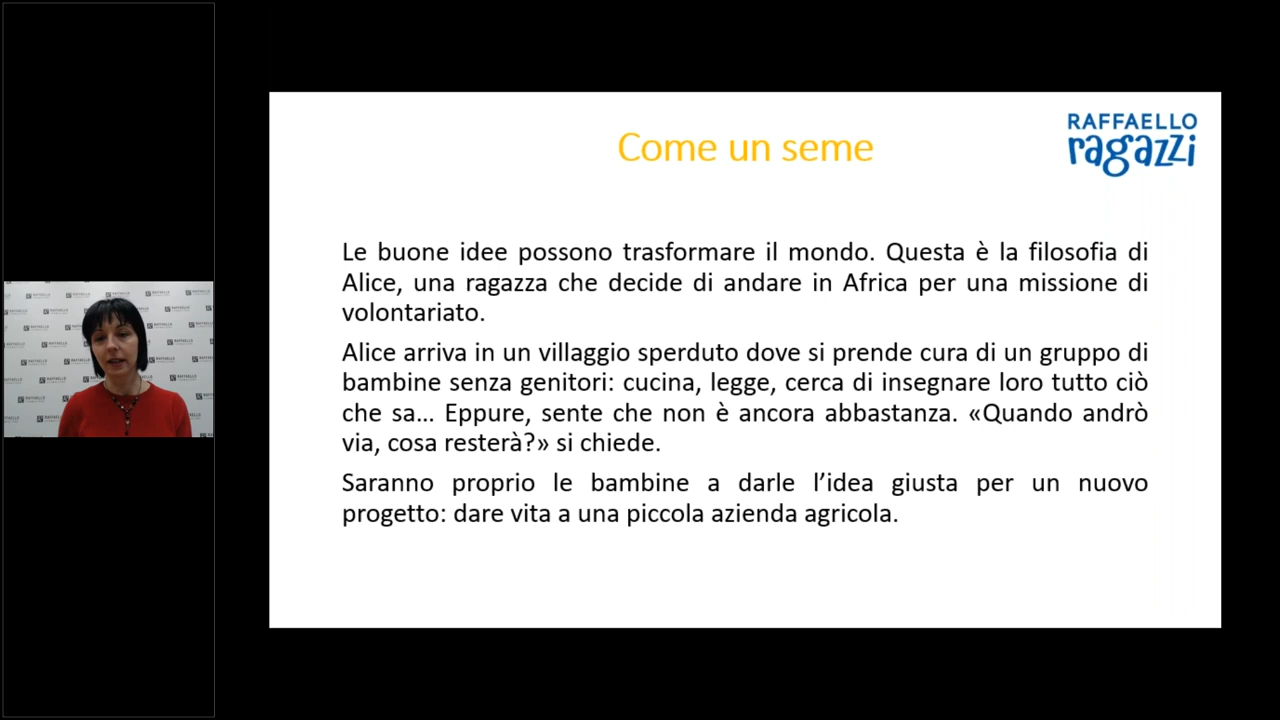 Come un seme
RAFFAELLO
ragazzi
Le buone idee possono trasformare il mondo. Questa è la filosofia di
Alice, una ragazza che decide di andare in Africa per una missione di
volontariato.
Alice arriva in un villaggio sperduto dove si prende cura di un gruppo di
bambine senza genitori: cucina, legge, cerca di insegnare loro tutto ciò
che sa... Eppure, sente che non è ancora abbastanza. «Quando andrò
via, cosa resterà?» si chiede.
Saranno proprio le bambine a darle l’idea giusta per un nuovo
progetto: dare vita a una piccola azienda agricola.